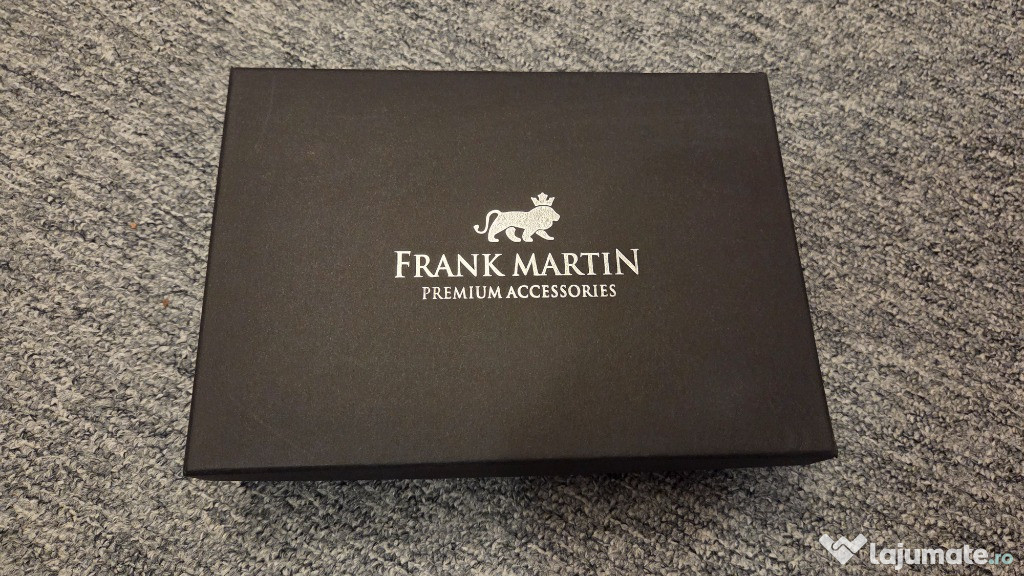 FRANK MARTIN
PREMIUM ACCESSORIES
lajumate.ro